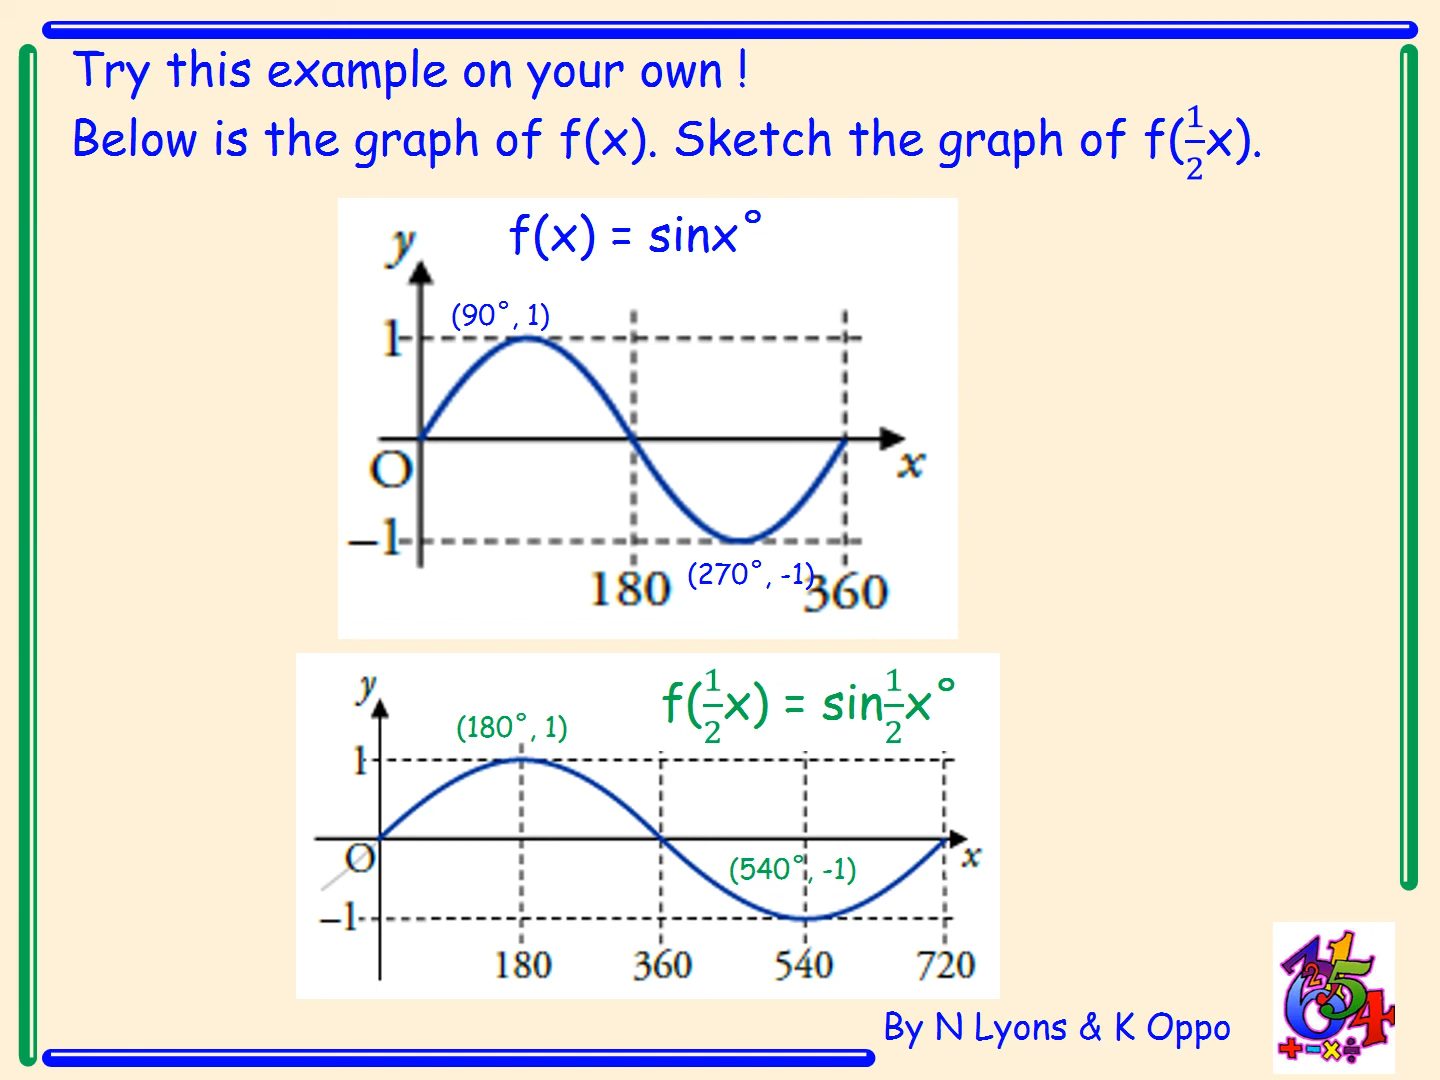 Try this example on your own !
Below is the graph of f(x). Sketch the graph of f(½x).
f(x) = sinx°
y
(90°, 1)
1
O
x
-1
180
(270°, -1)
360
f(½x) = sin½x°
y
(180°, 1)
1
O
(540°, -1)
x
-1
180 360 540 720
By N Lyons & K Oppo